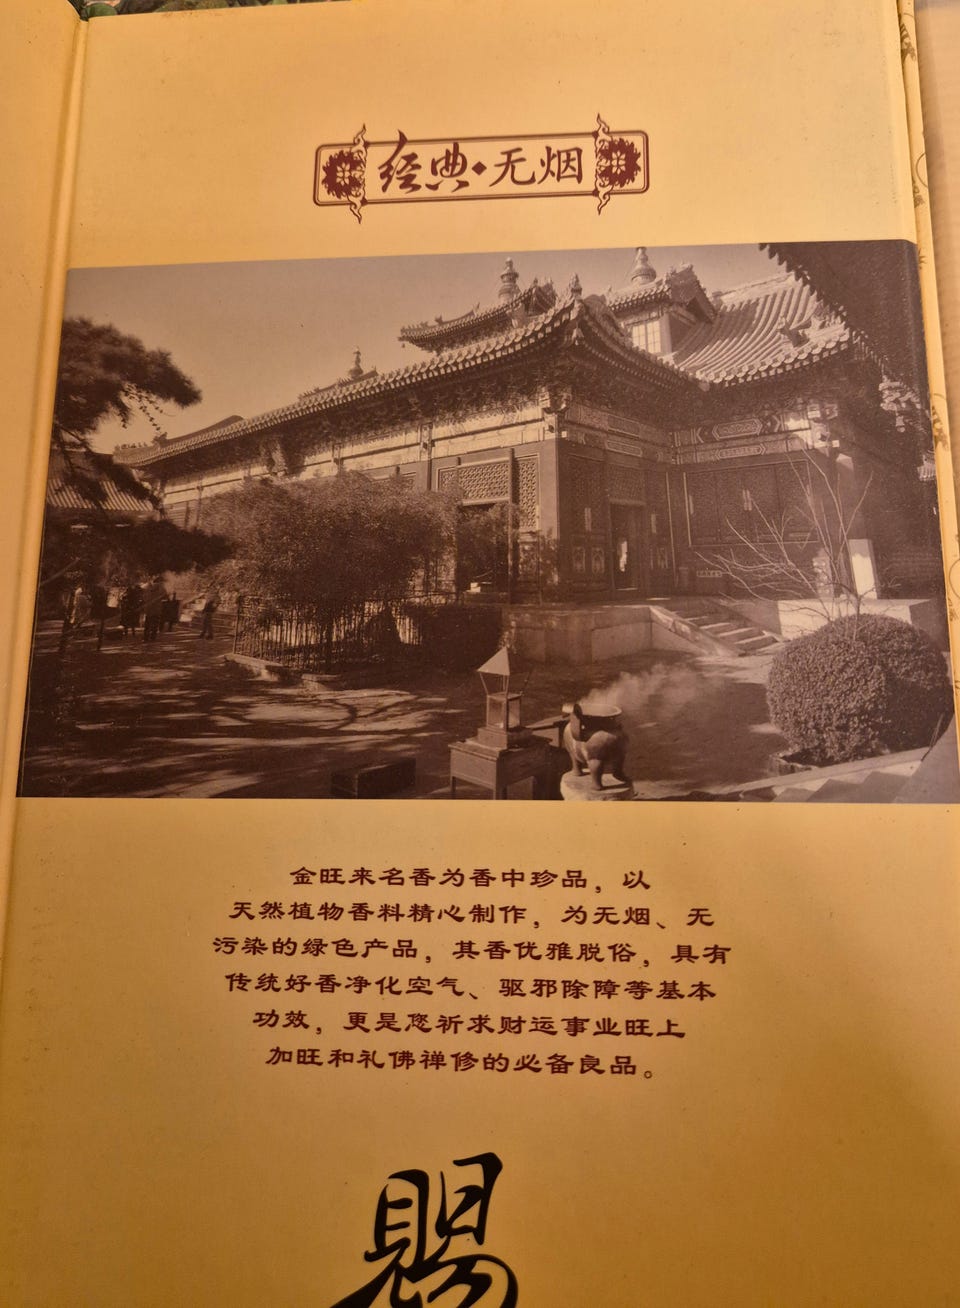 经典·无烟
金旺来名香为香中珍品，以
天然植物香料精心制作，为无烟、无
污染的绿色产品，其香优雅脱俗，具有
传统好香净化空气、驱邪除障等基本
功效，更是您祈求财运事业旺上
加旺和礼佛禅修的必备良品。
賜